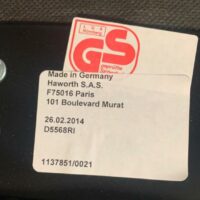 GS
Made in Germany
Haworth S.A.S.
F75016 Paris
101 Boulevard Murat
26.02.2014
D5568RI
1137851/0021